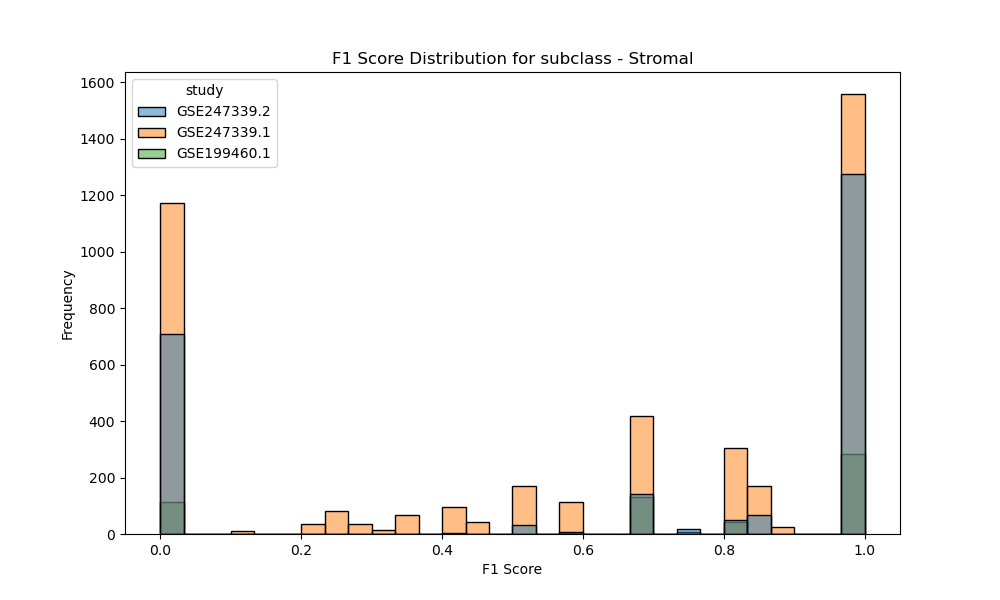 F1 Score Distribution for subclass - Stromal
study
GSE247339.2
GSE247339.1
GSE199460.1
Frequency
1600
1400
1200
1000
800
600
400
200
0
0.0 0.2 0.4 0.6 0.8 1.0
F1 Score